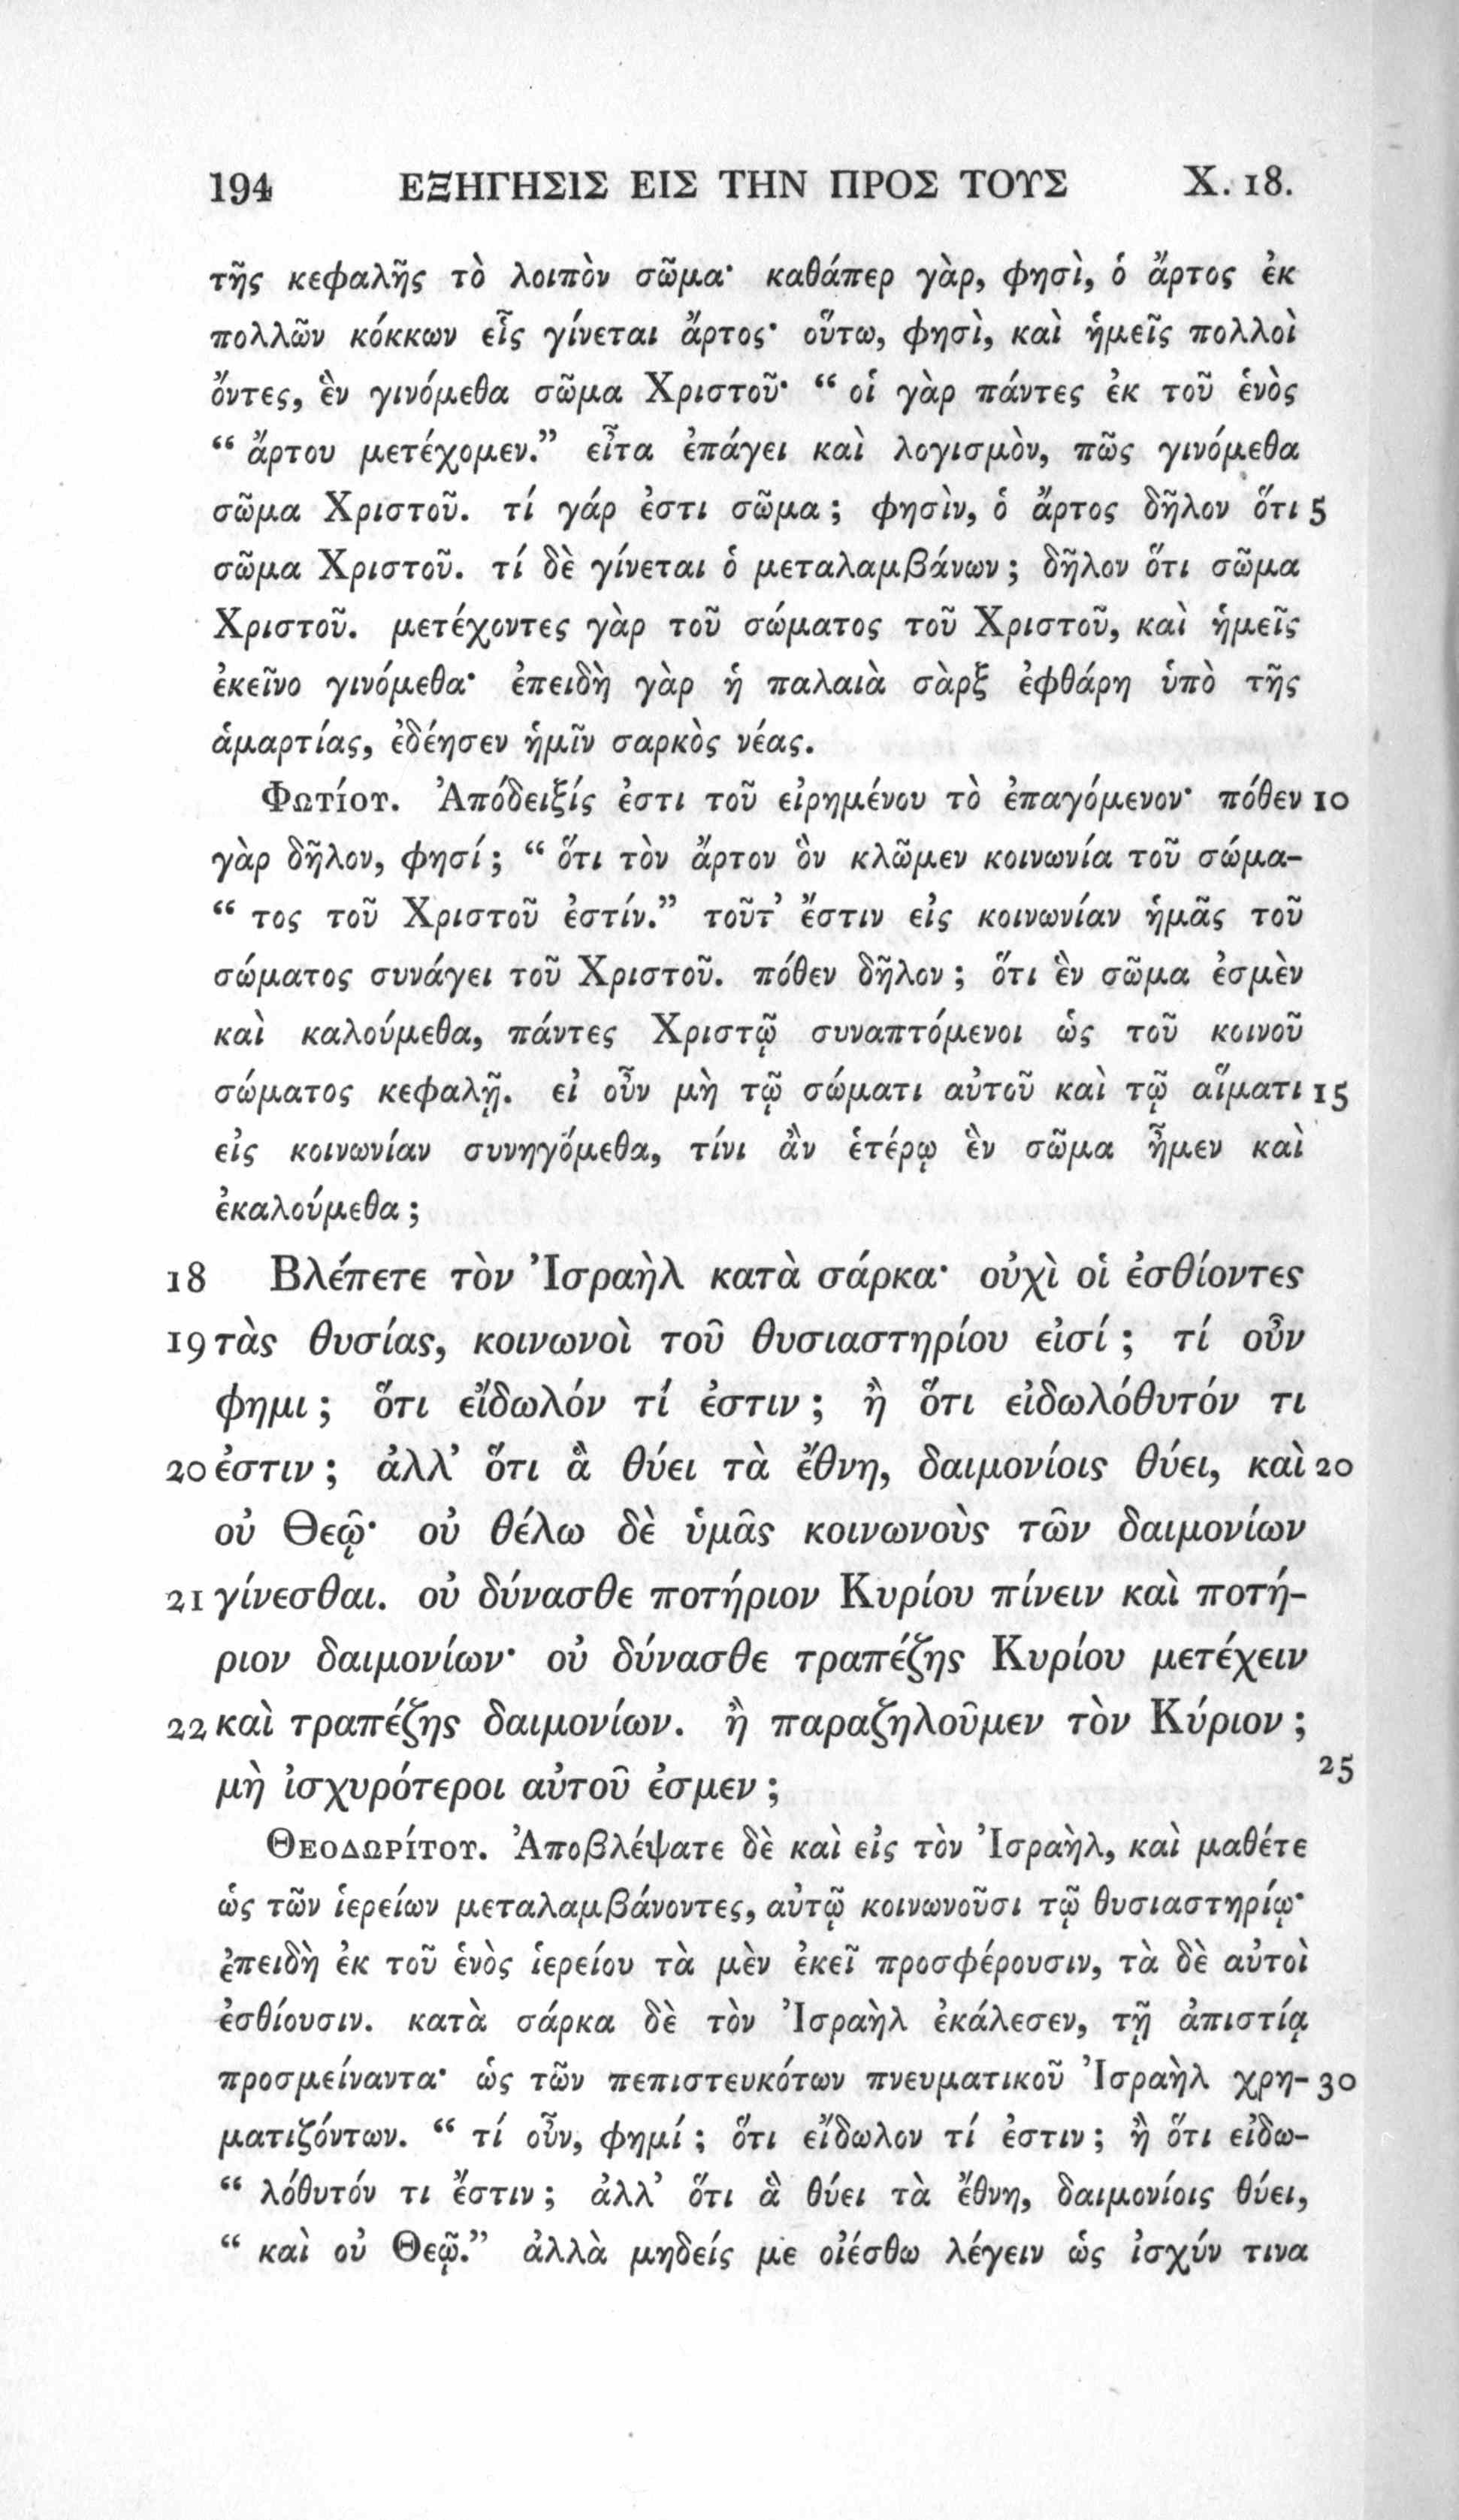 194 ΕΞΗΓΗΣΙΣ ΕΙΣ ΤΗΝ ΠΡΟΣ ΤΟΥΣ X. 18.
τῆς κεφαλῆς τὸ λοιπὸν σῶμα· καθάπερ γὰρ, φησὶ, ὁ ἄρτος ἐκ
πολλῶν κόκκων εἷς γίνεται ἄρτος· οὕτω, φησὶ, καὶ ἡμεῖς πολλοὶ
ὄντες, ἓν γινόμεθα σῶμα Χριστοῦ· “ οἱ γὰρ πάντες ἐκ τοῦ ἑνὸς
“ ἄρτου μετέχομεν.” εἶτα ἐπάγει καὶ λογισμὸν, πῶς γινόμεθα
σῶμα Χριστοῦ. τί γάρ ἐστι σῶμα ; φησὶν, ὁ ἄρτος δῆλον ὅτι 5
σῶμα Χριστοῦ. τί δὲ γίνεται ὁ μεταλαμβάνων ; δῆλον ὅτι σῶμα
Χριστοῦ. μετέχοντες γὰρ τοῦ σώματος τοῦ Χριστοῦ, καὶ ἡμεῖς
ἐκεῖνο γινόμεθα· ἐπειδὴ γὰρ ἡ παλαιὰ σὰρξ ἐφθάρη ὑπὸ τῆς
ἁμαρτίας, ἐδέησεν ἡμῖν σαρκὸς νέας.
Φωτίου. Ἀπόδειξίς ἐστι τοῦ εἰρημένου τὸ ἐπαγόμενον· πόθεν 10
γὰρ δῆλον, φησί ; “ ὅτι τὸν ἄρτον ὃν κλῶμεν κοινωνία τοῦ σώμα-
“ τος τοῦ Χριστοῦ ἐστίν.” τοῦτ’ ἔστιν εἰς κοινωνίαν ἡμᾶς τοῦ
σώματος συνάγει τοῦ Χριστοῦ. πόθεν δῆλον ; ὅτι ἓν σῶμα ἐσμὲν
καὶ καλούμεθα, πάντες Χριστῷ συναπτόμενοι ὡς τοῦ κοινοῦ
σώματος κεφαλῇ. εἰ οὖν μὴ τῷ σώματι αὐτοῦ καὶ τῷ αἵματι 15
εἰς κοινωνίαν συνηγόμεθα, τίνι ἂν ἑτέρῳ ἓν σῶμα ἦμεν καὶ
ἐκαλούμεθα ;
18 Βλέπετε τὸν Ἰσραὴλ κατὰ σάρκα· οὐχὶ οἱ ἐσθίοντες
19 τὰς θυσίας, κοινωνοὶ τοῦ θυσιαστηρίου εἰσί ; τί οὖν
φημι ; ὅτι εἴδωλόν τί ἐστιν ; ἢ ὅτι εἰδωλόθυτόν τι
20 ἐστιν ; ἀλλ’ ὅτι ἃ θύει τὰ ἔθνη, δαιμονίοις θύει, καὶ 20
οὐ Θεῷ· οὐ θέλω δὲ ὑμᾶς κοινωνοὺς τῶν δαιμονίων
21 γίνεσθαι. οὐ δύνασθε ποτήριον Κυρίου πίνειν καὶ ποτή-
ριον δαιμονίων· οὐ δύνασθε τραπέζης Κυρίου μετέχειν
22 καὶ τραπέζης δαιμονίων. ἢ παραζηλοῦμεν τὸν Κύριον ;
μὴ ἰσχυρότεροι αὐτοῦ ἐσμεν ; 25
Θεοδωρίτου. Ἀποβλέψατε δὲ καὶ εἰς τὸν Ἰσραὴλ, καὶ μαθέτε
ὡς τῶν ἱερείων μεταλαμβάνοντες, αὐτῷ κοινωνοῦσι τῷ θυσιαστηρίῳ·
ἐπειδὴ ἐκ τοῦ ἑνὸς ἱερείου τὰ μὲν ἐκεῖ προσφέρουσιν, τὰ δὲ αὐτοὶ
ἐσθίουσιν. κατὰ σάρκα δὲ τὸν Ἰσραὴλ ἐκάλεσεν, τῇ ἀπιστίᾳ
προσμείναντα· ὡς τῶν πεπιστευκότων πνευματικοῦ Ἰσραὴλ χρη- 30
ματιζόντων. “ τί οὖν, φημί ; ὅτι εἴδωλον τί ἐστιν ; ἢ ὅτι εἰδω-
“ λόθυτόν τι ἔστιν ; ἀλλ’ ὅτι ἃ θύει τὰ ἔθνη, δαιμονίοις θύει,
“ καὶ οὐ Θεῷ.” ἀλλὰ μηδείς με οἰέσθω λέγειν ὡς ἰσχύν τινα